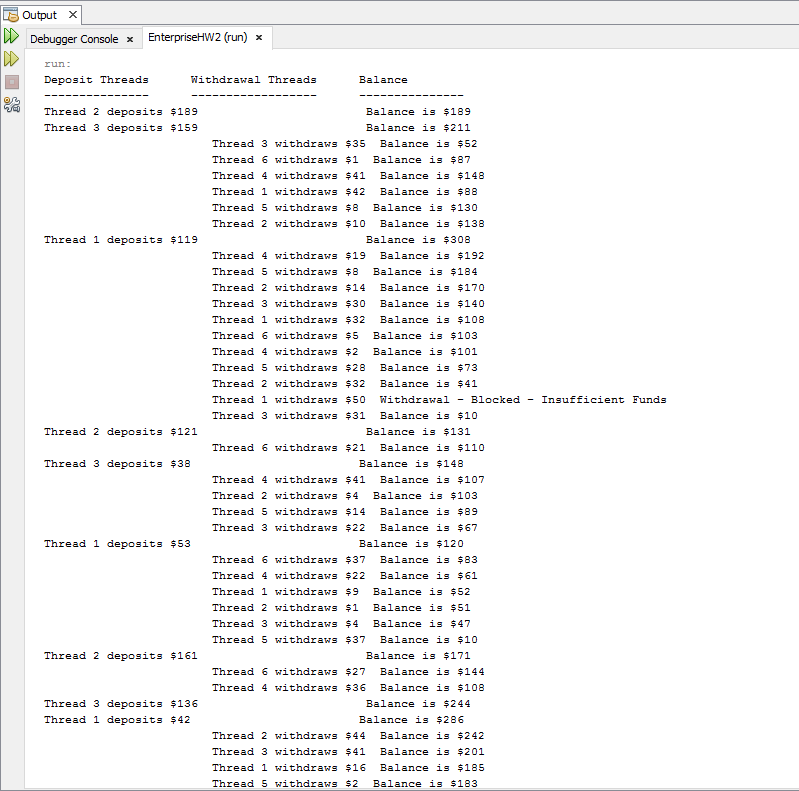 Output
Debugger Console EnterpriseHW2 (run)
run:
Deposit Threads      Withdrawal Threads      Balance
---------------      ------------------      ---------------
Thread 2 deposits $189                        Balance is $189
Thread 3 deposits $159                        Balance is $211
                        Thread 3 withdraws $35  Balance is $52
                        Thread 6 withdraws $1  Balance is $87
                        Thread 4 withdraws $41  Balance is $148
                        Thread 1 withdraws $42  Balance is $88
                        Thread 5 withdraws $8  Balance is $130
                        Thread 2 withdraws $10  Balance is $138
Thread 1 deposits $119                        Balance is $308
                        Thread 4 withdraws $19  Balance is $192
                        Thread 5 withdraws $8  Balance is $184
                        Thread 2 withdraws $14  Balance is $170
                        Thread 3 withdraws $30  Balance is $140
                        Thread 1 withdraws $32  Balance is $108
                        Thread 6 withdraws $5  Balance is $103
                        Thread 4 withdraws $2  Balance is $101
                        Thread 5 withdraws $28  Balance is $73
                        Thread 2 withdraws $32  Balance is $41
                        Thread 1 withdraws $50  Withdrawal - Blocked - Insufficient Funds
                        Thread 3 withdraws $31  Balance is $10
Thread 2 deposits $121                        Balance is $131
                        Thread 6 withdraws $21  Balance is $110
Thread 3 deposits $38                        Balance is $148
                        Thread 4 withdraws $41  Balance is $107
                        Thread 2 withdraws $4  Balance is $103
                        Thread 5 withdraws $14  Balance is $89
                        Thread 3 withdraws $22  Balance is $67
Thread 1 deposits $53                        Balance is $120
                        Thread 6 withdraws $37  Balance is $83
                        Thread 4 withdraws $22  Balance is $61
                        Thread 1 withdraws $9  Balance is $52
                        Thread 2 withdraws $1  Balance is $51
                        Thread 3 withdraws $4  Balance is $47
                        Thread 5 withdraws $37  Balance is $10
Thread 2 deposits $161                        Balance is $171
                        Thread 6 withdraws $27  Balance is $144
                        Thread 4 withdraws $36  Balance is $108
Thread 3 deposits $136                        Balance is $244
Thread 1 deposits $42                        Balance is $286
                        Thread 2 withdraws $44  Balance is $242
                        Thread 3 withdraws $41  Balance is $201
                        Thread 1 withdraws $16  Balance is $185
                        Thread 5 withdraws $2  Balance is $183